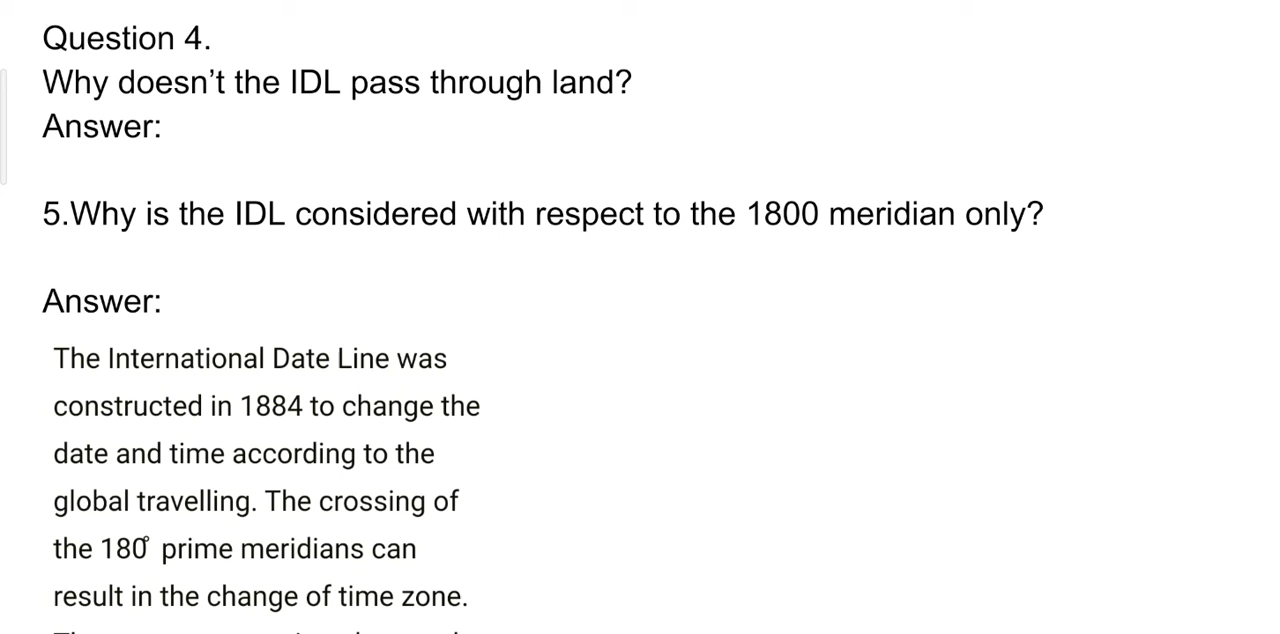 Question 4.
Why doesn’t the IDL pass through land?
Answer:
5.Why is the IDL considered with respect to the 1800 meridian only?
Answer:
The International Date Line was
constructed in 1884 to change the
date and time according to the
global travelling. The crossing of
the 180° prime meridians can
result in the change of time zone.